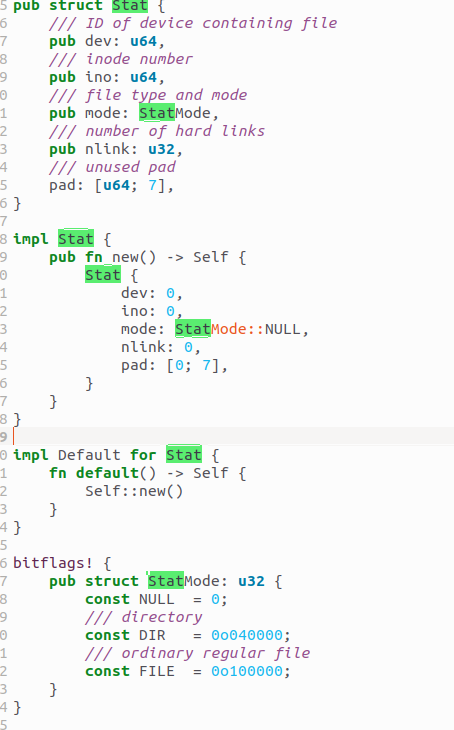 5 pub struct Stat {
6     /// ID of device containing file
7     pub dev: u64,
8     /// inode number
9     pub ino: u64,
0     /// file type and mode
1     pub mode: StatMode,
2     /// number of hard links
3     pub nlink: u32,
4     /// unused pad
5     pad: [u64; 7],
6 }
7
8 impl Stat {
9     pub fn new() -> Self {
0         Stat {
1             dev: 0,
2             ino: 0,
3             mode: StatMode::NULL,
4             nlink: 0,
5             pad: [0; 7],
6         }
7     }
8 }
9
0 impl Default for Stat {
1     fn default() -> Self {
2         Self::new()
3     }
4 }
5
6 bitflags! {
7     pub struct StatMode: u32 {
8         const NULL  = 0;
9         /// directory
0         const DIR   = 0o040000;
1         /// ordinary regular file
2         const FILE  = 0o100000;
3     }
4 }
5